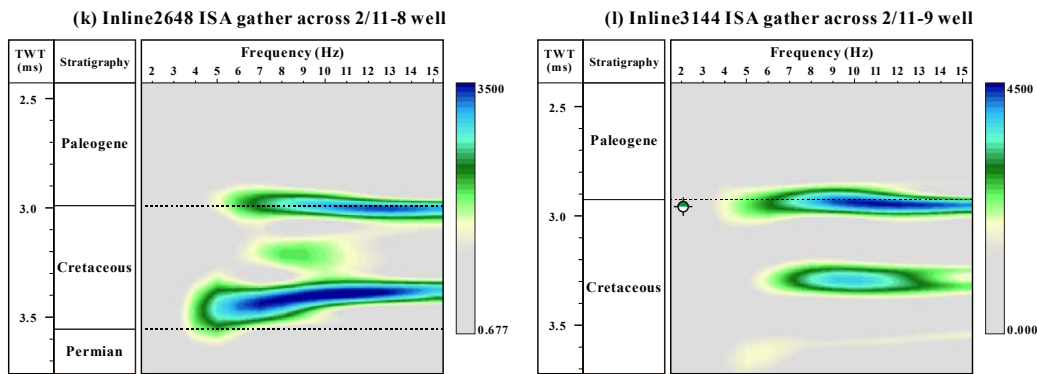 (k) Inline2648 ISA gather across 2/11-8 well
TWT (ms)
Stratigraphy
Frequency (Hz)
2 3 4 5 6 7 8 9 10 11 12 13 14 15
2.5
3.0
3.5
Paleogene
Cretaceous
Permian
3500
0.677
(l) Inline3144 ISA gather across 2/11-9 well
TWT (ms)
Stratigraphy
Frequency (Hz)
2 3 4 5 6 7 8 9 10 11 12 13 14 15
2.5
3.0
3.5
Paleogene
Cretaceous
4500
0.000